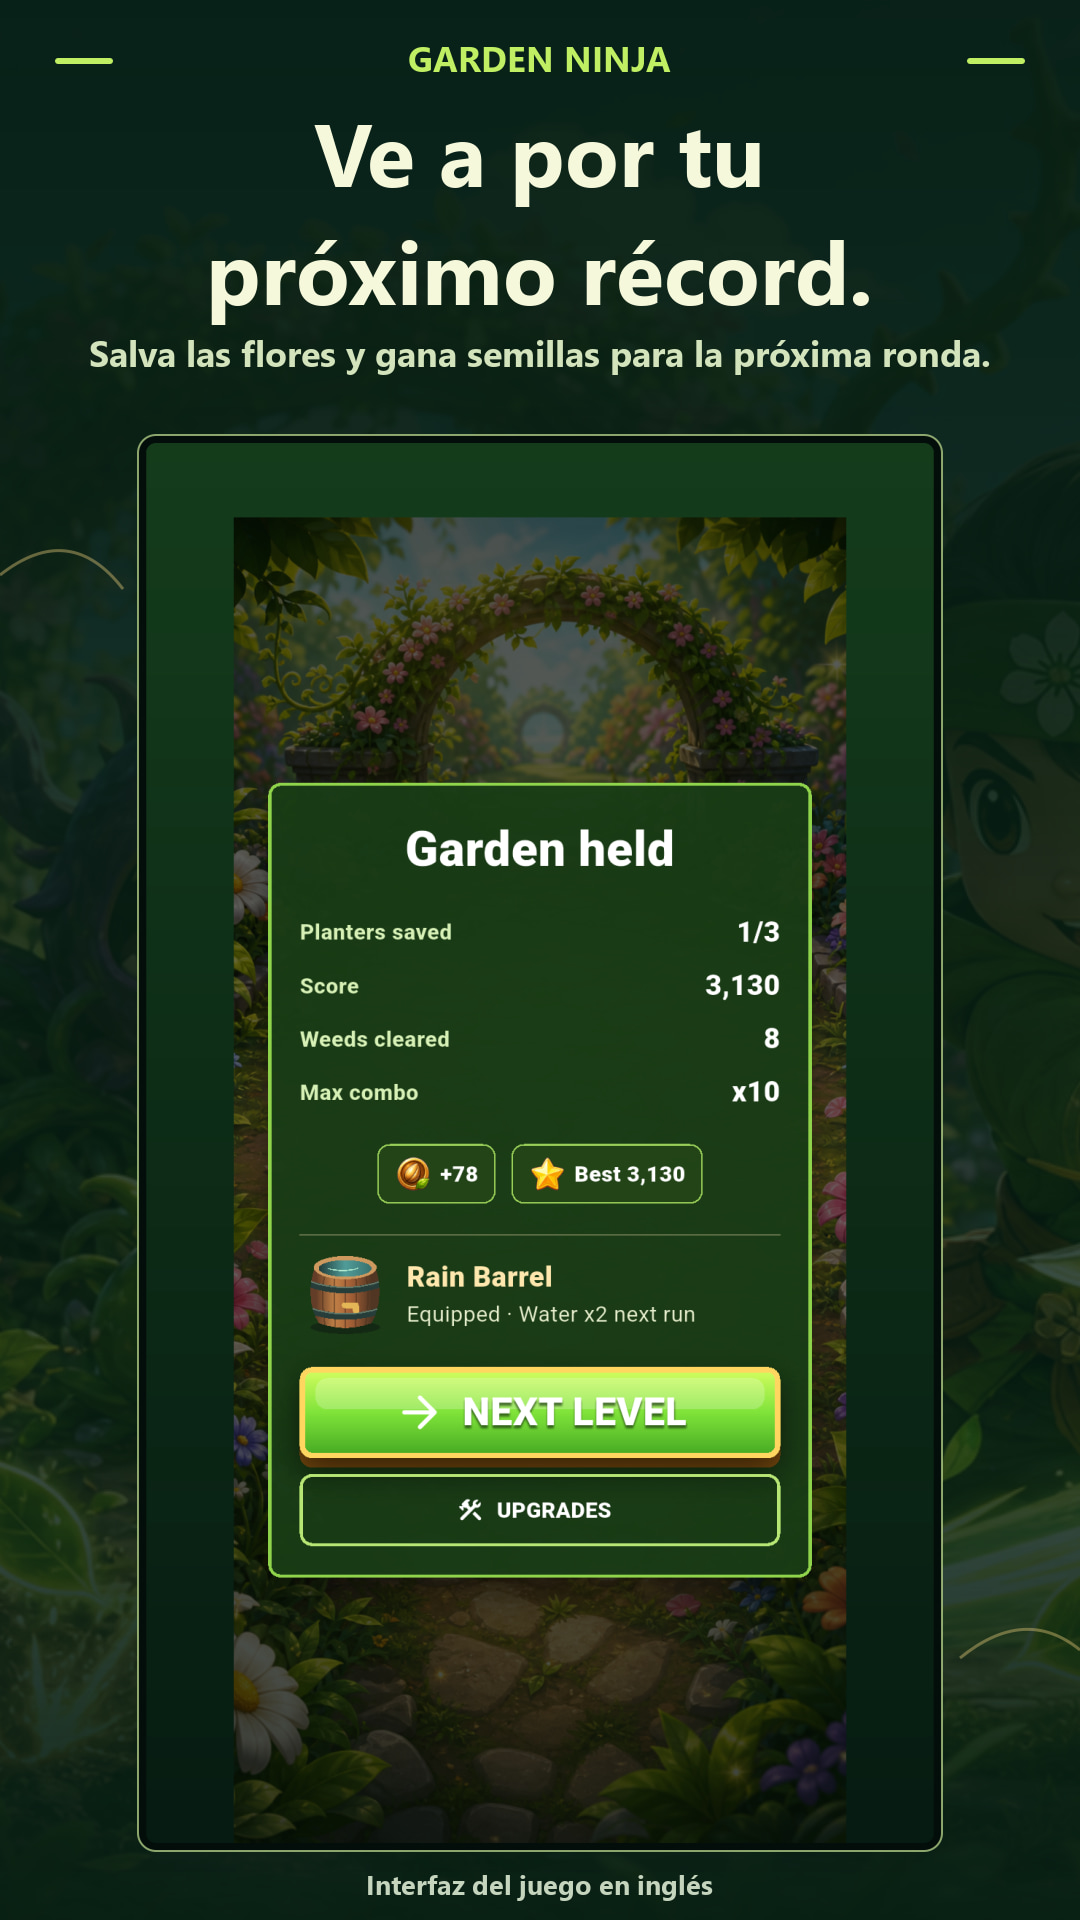 GARDEN NINJA
Ve a por tu
próximo récord.
Salva las flores y gana semillas para la próxima ronda.
Garden held
Planters saved 1/3
Score 3,130
Weeds cleared 8
Max combo x10
+78 Best 3,130
Rain Barrel
Equipped · Water x2 next run
NEXT LEVEL
UPGRADES
Interfaz del juego en inglés